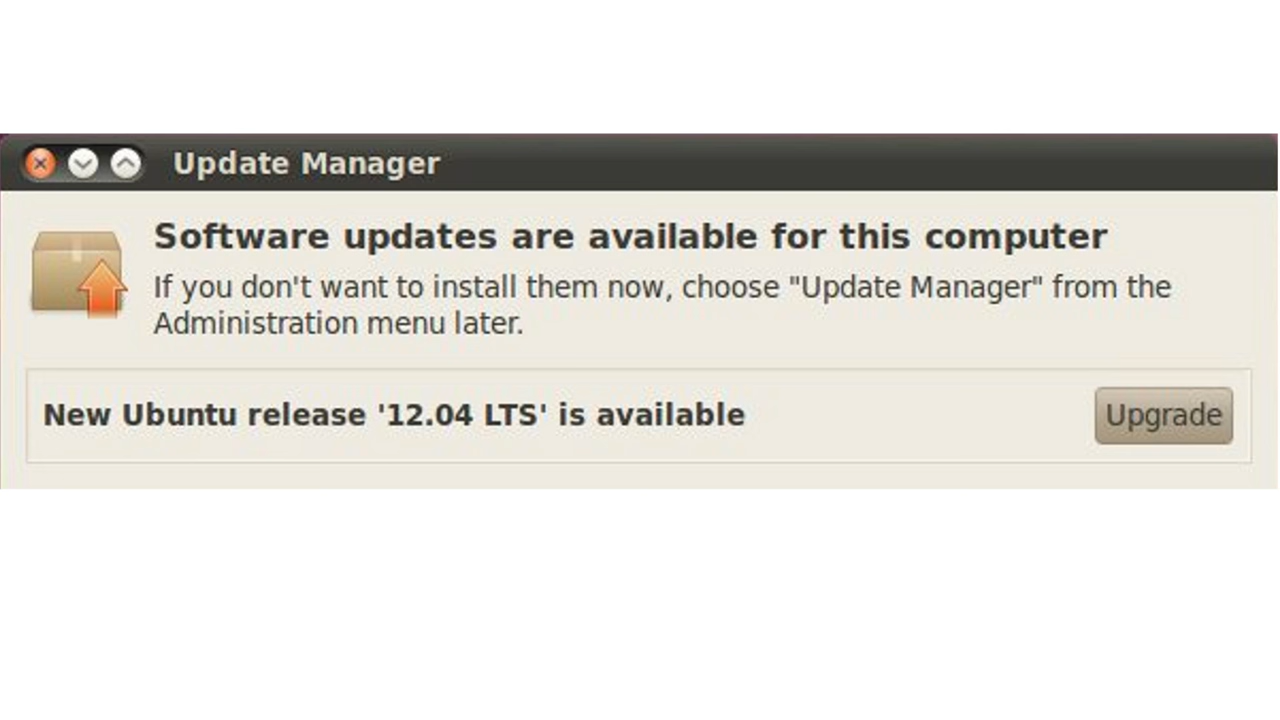 Update Manager
Software updates are available for this computer
If you don't want to install them now, choose "Update Manager" from the
Administration menu later.
New Ubuntu release '12.04 LTS' is available
Upgrade